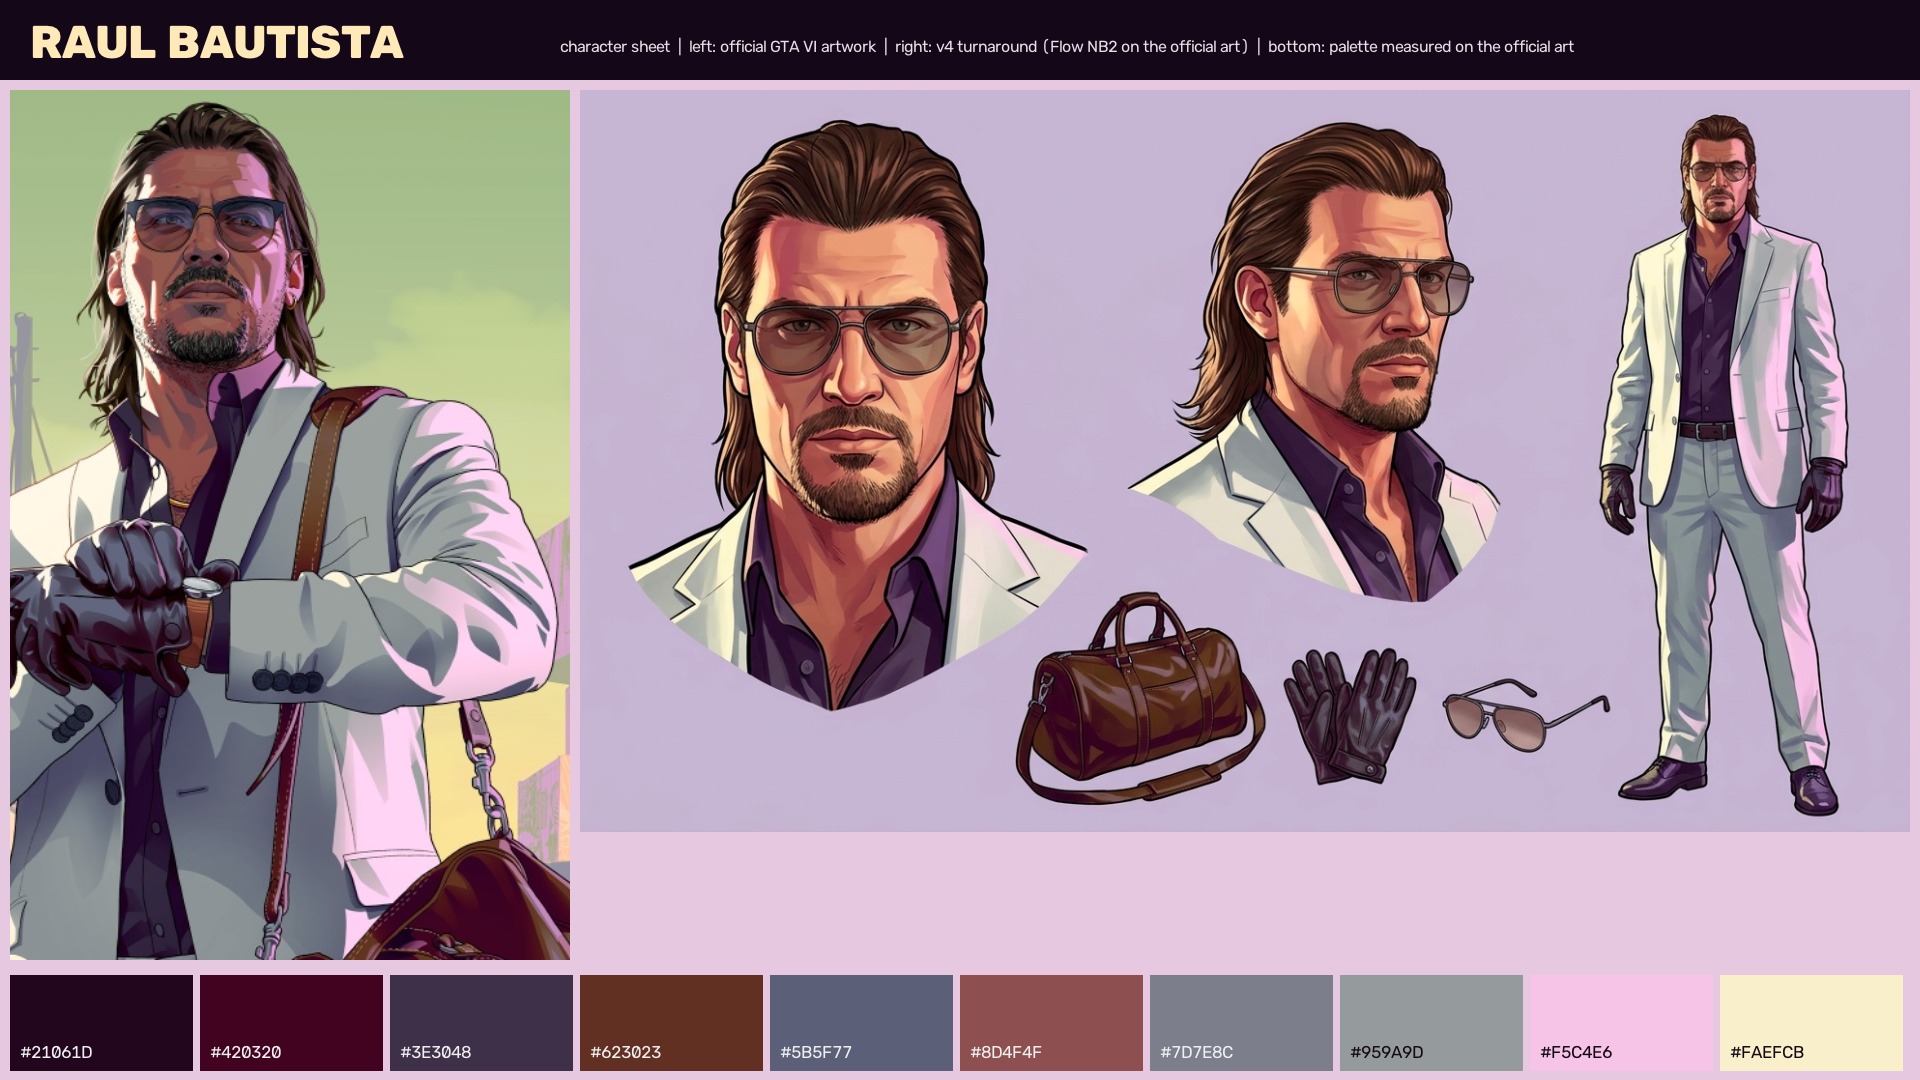 RAUL BAUTISTA
character sheet | left: official GTA VI artwork | right: v4 turnaround (Flow NB2 on the official art) | bottom: palette measured on the official art
#21061D
#420320
#3E3048
#623023
#5B5F77
#8D4F4F
#7D7E8C
#959A9D
#F5C4E6
#FAEFCB